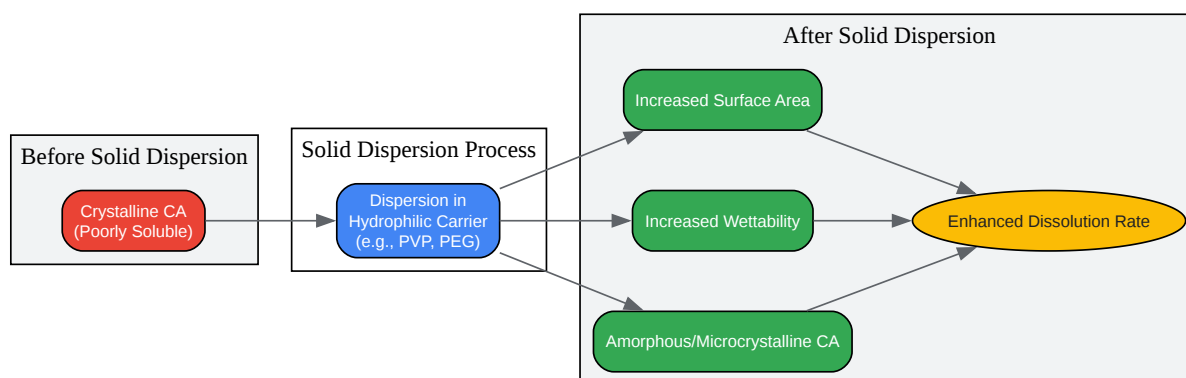 Before Solid Dispersion
Crystalline CA
(Poorly Soluble)
Solid Dispersion Process
Dispersion in
Hydrophilic Carrier
(e.g., PVP, PEG)
After Solid Dispersion
Increased Surface Area
Increased Wettability
Amorphous/Microcrystalline CA
Enhanced Dissolution Rate